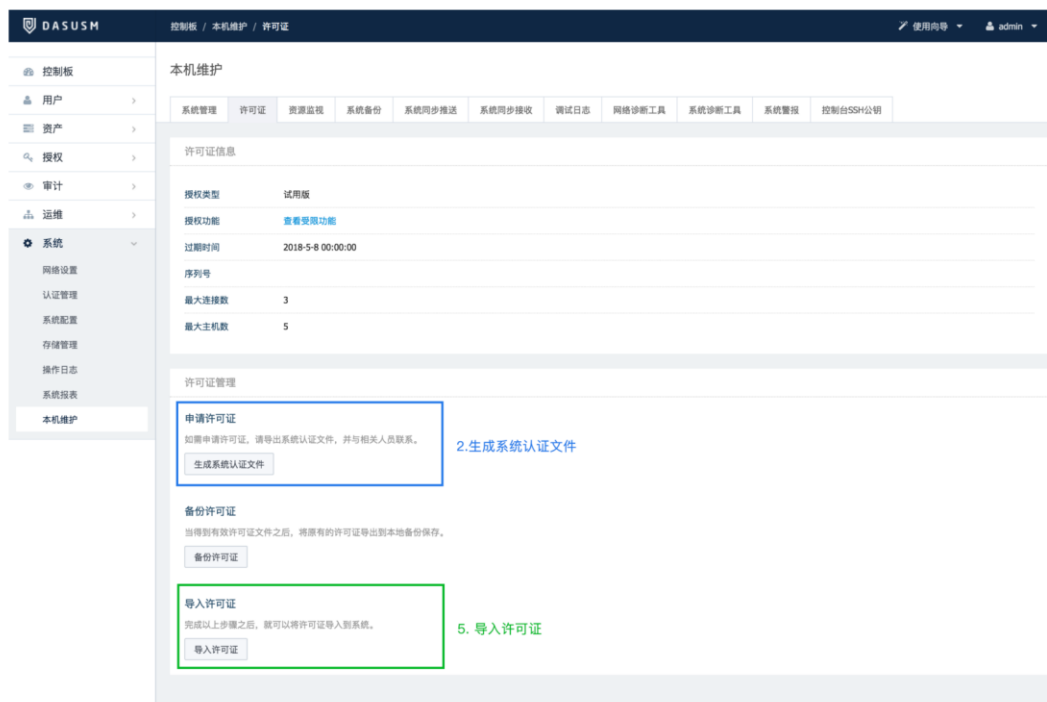 DASUSM
控制板 / 本机维护 / 许可证
使用向导
admin
控制板
用户
资产
授权
审计
运维
系统
网络设置
认证管理
系统配置
存储管理
操作日志
系统报表
本机维护
本机维护
系统管理 许可证 资源监视 系统备份 系统同步推送 系统同步接收 调试日志 网络诊断工具 系统诊断工具 系统警报 控制台SSH公钥
许可证信息
授权类型 试用版
授权功能 查看受限功能
过期时间 2018-5-8 00:00:00
序列号
最大连接数 3
最大主机数 5
许可证管理
申请许可证
如需申请许可证，请导出系统认证文件，并与相关人员联系。
生成系统认证文件
2.生成系统认证文件
备份许可证
当得到有效许可证文件之后，将原有的许可证导出到本地备份保存。
备份许可证
导入许可证
完成以上步骤之后，就可以将许可证导入到系统。
导入许可证
5. 导入许可证